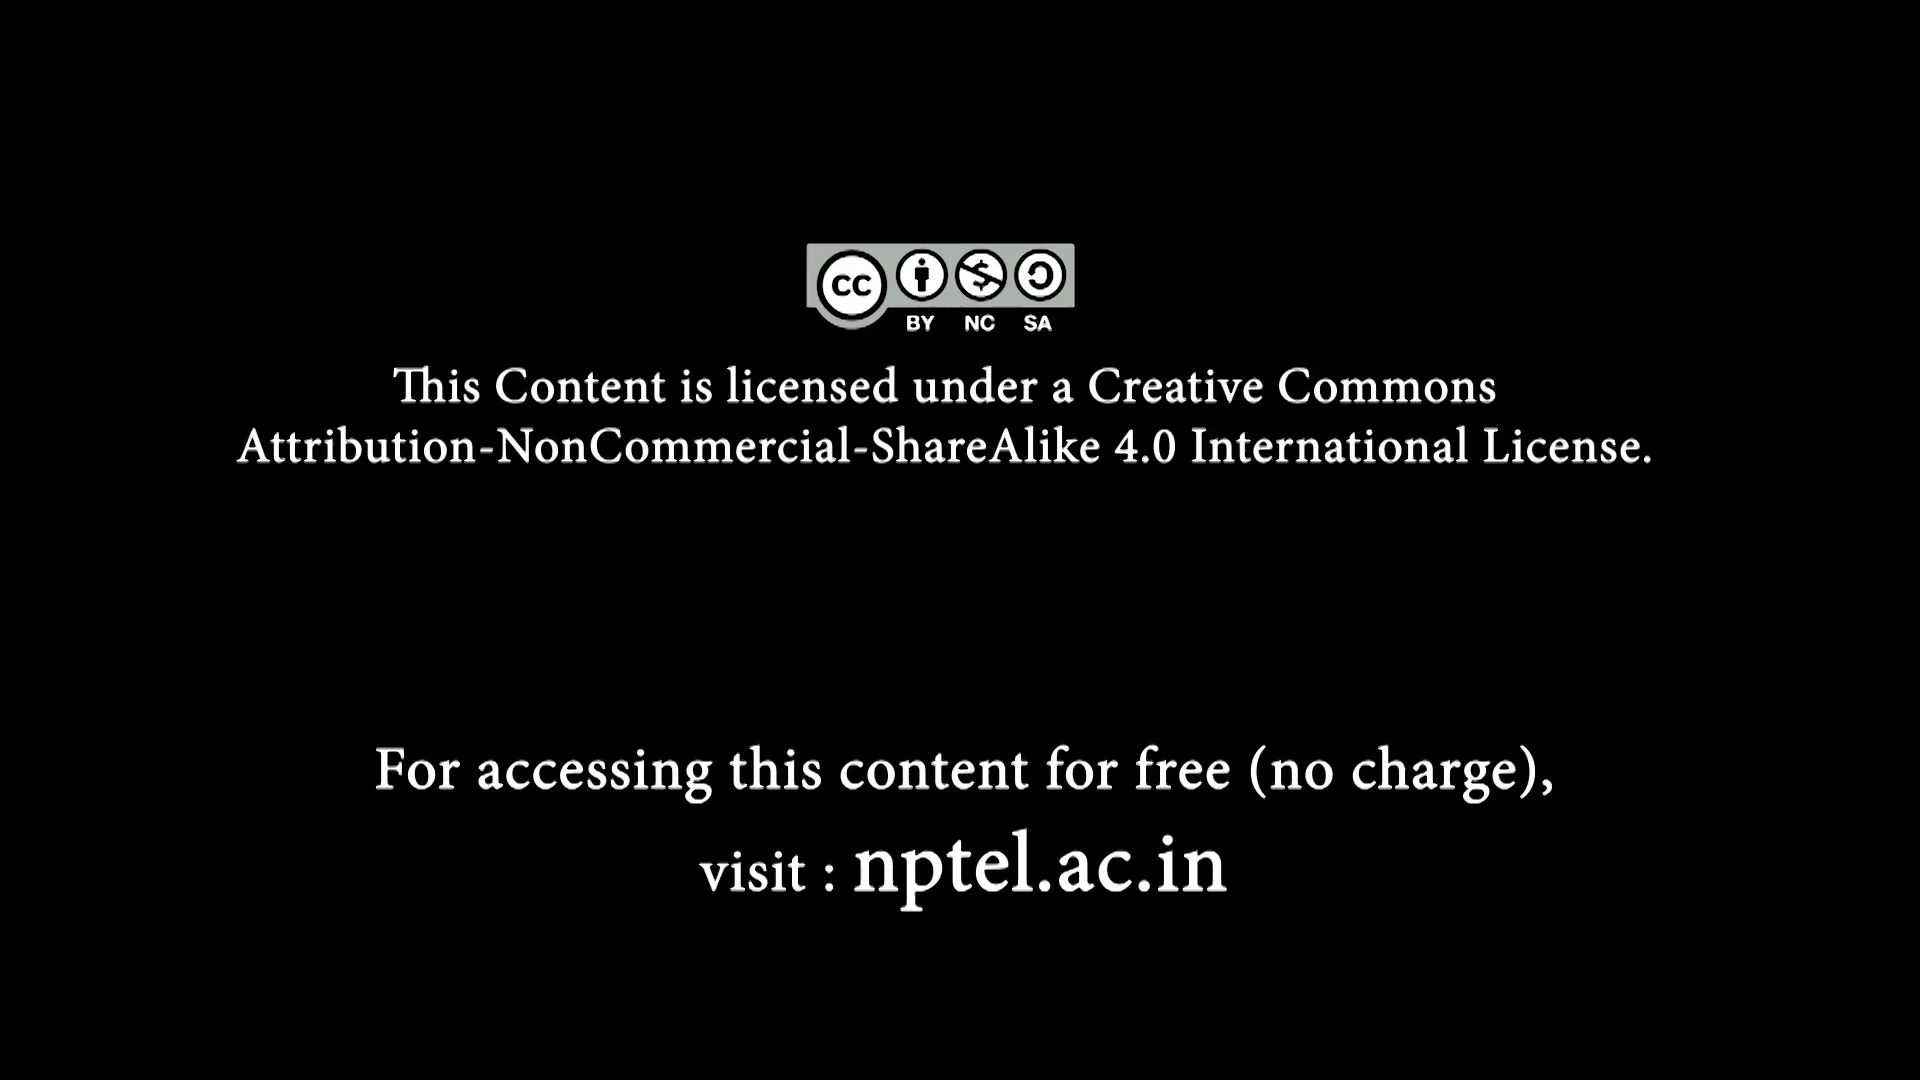 cc
BY NC SA
This Content is licensed under a Creative Commons
Attribution-NonCommercial-ShareAlike 4.0 International License.
For accessing this content for free (no charge),
visit : nptel.ac.in